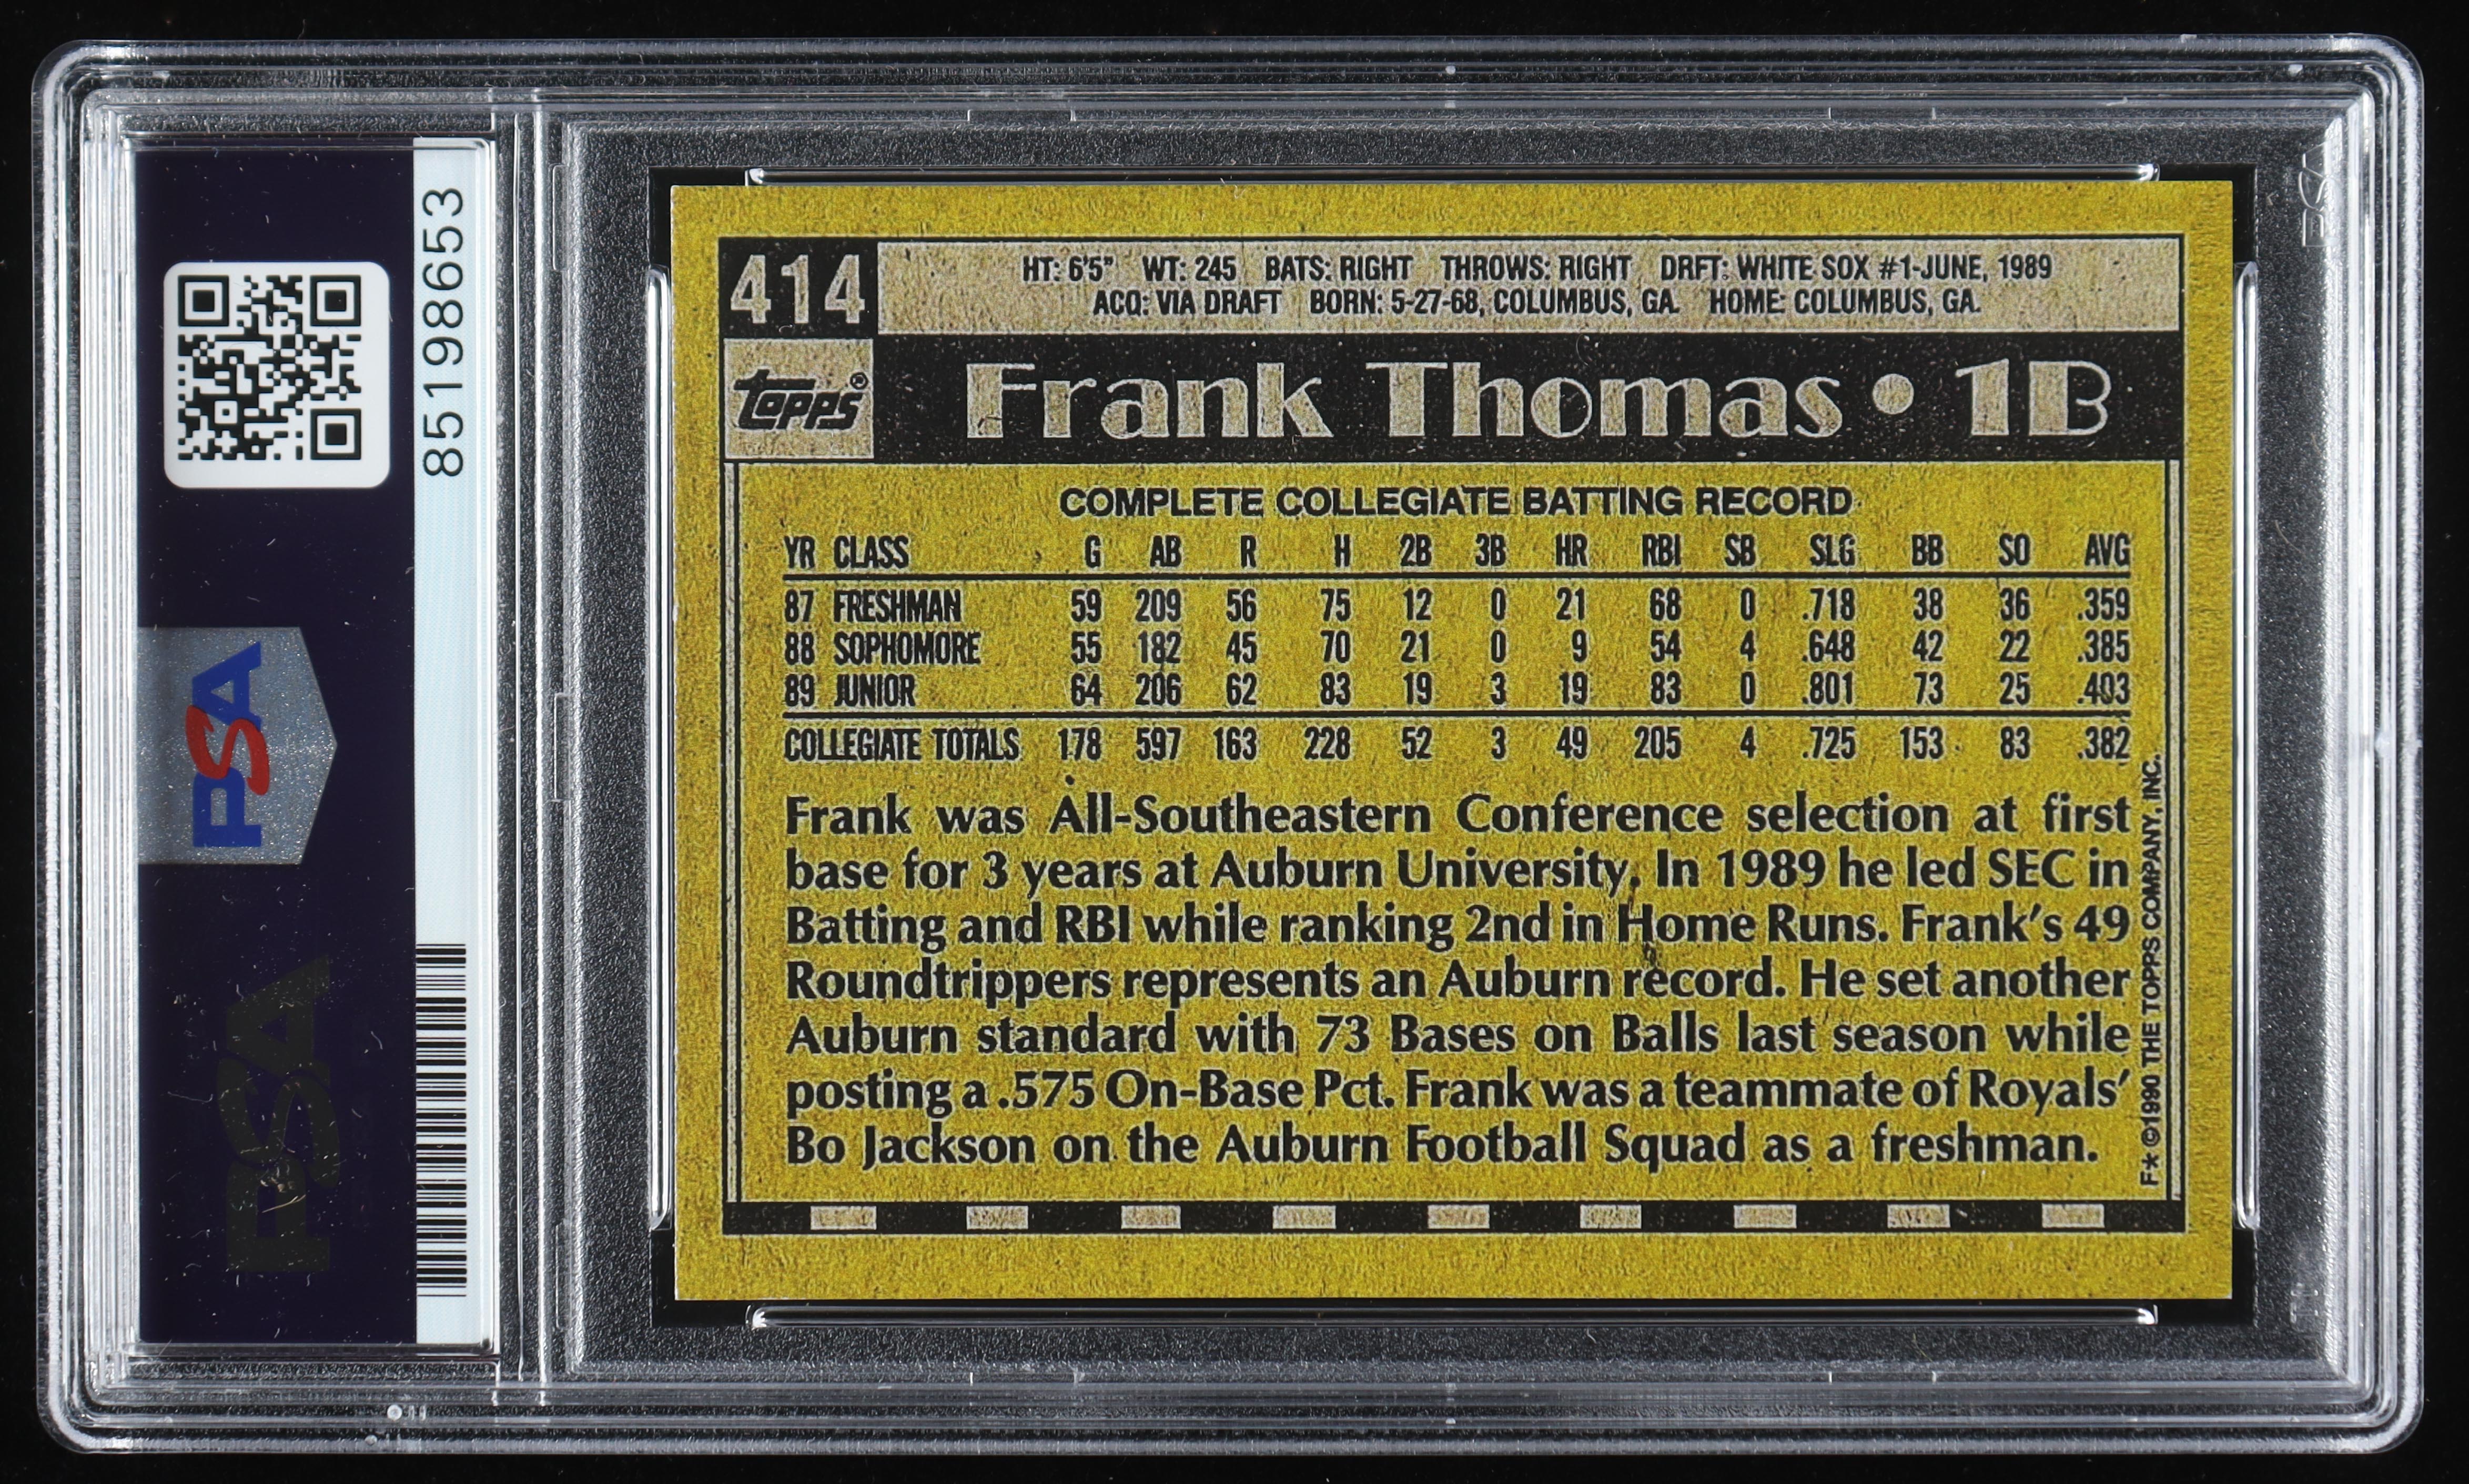 85198653
PSA
PSA
PSA
414
HT: 6'5" WT: 245 BATS: RIGHT THROWS: RIGHT DRFT: WHITE SOX #1-JUNE, 1989
ACQ: VIA DRAFT BORN: 5-27-68, COLUMBUS, GA. HOME: COLUMBUS, GA.
topps®
Frank Thomas • 1B
COMPLETE COLLEGIATE BATTING RECORD
YR CLASS G AB R H 2B 3B HR RBI SB SLG BB SO AVG
87 FRESHMAN 59 209 56 75 12 0 21 68 0 .718 38 36 .359
88 SOPHOMORE 55 182 45 70 21 0 9 54 4 .648 42 22 .385
89 JUNIOR 64 206 62 83 19 3 19 83 0 .801 73 25 .403
COLLEGIATE TOTALS 178 597 163 228 52 3 49 205 4 .725 153 83 .382
Frank was All-Southeastern Conference selection at first
base for 3 years at Auburn University. In 1989 he led SEC in
Batting and RBI while ranking 2nd in Home Runs. Frank's 49
Roundtrippers represents an Auburn record. He set another
Auburn standard with 73 Bases on Balls last season while
posting a .575 On-Base Pct. Frank was a teammate of Royals'
Bo Jackson on the Auburn Football Squad as a freshman.
F* ©1990 THE TOPPS COMPANY, INC.